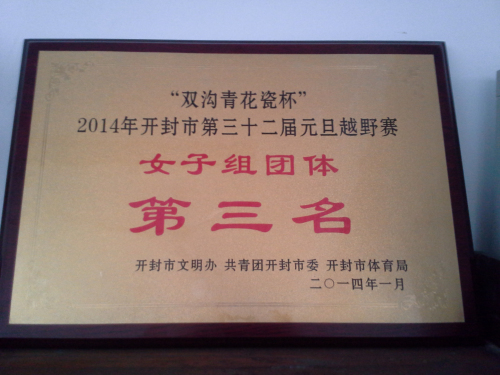 “双沟青花瓷杯”
2014年开封市第三十二届元旦越野赛
女子组团体
第三名
开封市文明办 共青团开封市委 开封市体育局
二〇一四年一月